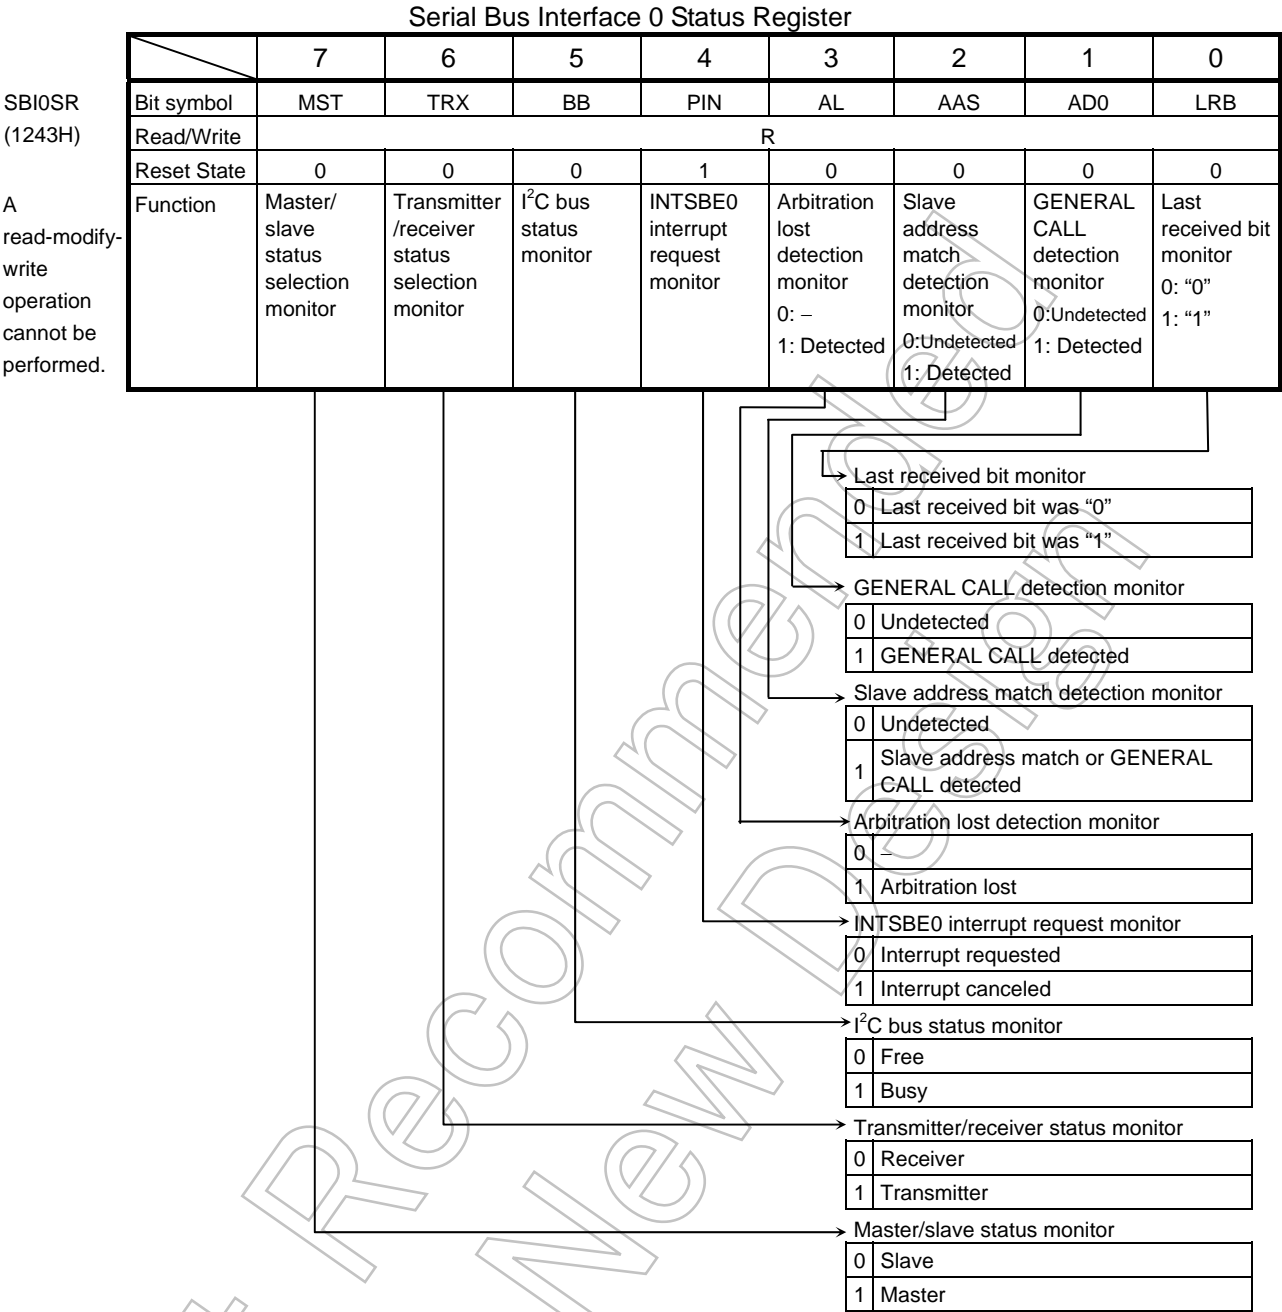 Serial Bus Interface 0 Status Register
7 6 5 4 3 2 1 0
SBI0SR
(1243H)
Bit symbol MST TRX BB PIN AL AAS AD0 LRB
Read/Write R
Reset State 0 0 0 1 0 0 0 0
A
read-modify-
write
operation
cannot be
performed.
Function
Master/
slave
status
selection
monitor
Transmitter
/receiver
status
selection
monitor
I²C bus
status
monitor
INTSBE0
interrupt
request
monitor
Arbitration
lost
detection
monitor
0: –
1: Detected
Slave
address
match
detection
monitor
0:Undetected
1: Detected
GENERAL
CALL
detection
monitor
0:Undetected
1: Detected
Last
received bit
monitor
0: “0”
1: “1”
Last received bit monitor
0 Last received bit was “0”
1 Last received bit was “1”
GENERAL CALL detection monitor
0 Undetected
1 GENERAL CALL detected
Slave address match detection monitor
0 Undetected
1 Slave address match or GENERAL
CALL detected
Arbitration lost detection monitor
0 –
1 Arbitration lost
INTSBE0 interrupt request monitor
0 Interrupt requested
1 Interrupt canceled
I²C bus status monitor
0 Free
1 Busy
Transmitter/receiver status monitor
0 Receiver
1 Transmitter
Master/slave status monitor
0 Slave
1 Master
Recommended
New Design